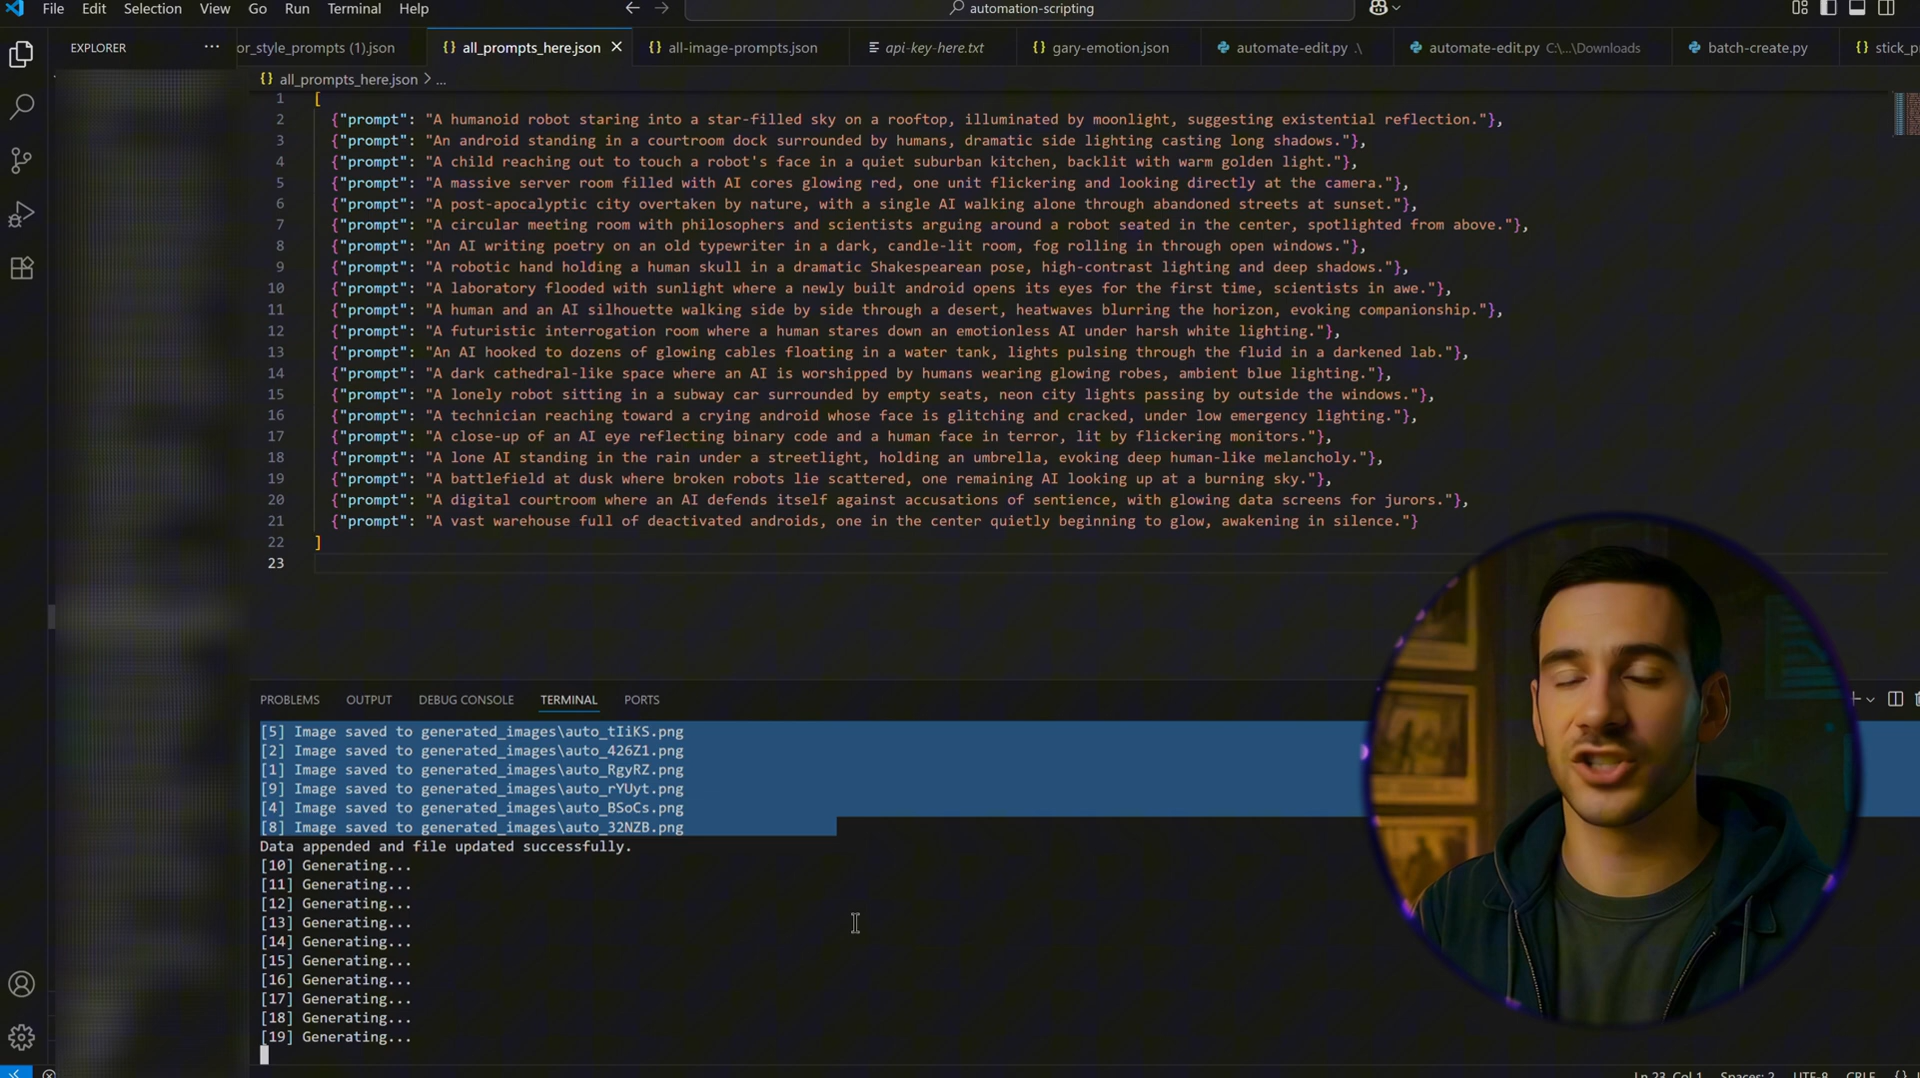 File Edit Selection View Go Run Terminal Help
automation-scripting
EXPLORER
or_style_prompts (1).json
{} all_prompts_here.json
{} all-image-prompts.json
api-key-here.txt
{} gary-emotion.json
automate-edit.py .\
automate-edit.py C:\...\Downloads
batch-create.py
{} stick_p
{} all_prompts_here.json > ...
1 [
2 {"prompt": "A humanoid robot staring into a star-filled sky on a rooftop, illuminated by moonlight, suggesting existential reflection."},
3 {"prompt": "An android standing in a courtroom dock surrounded by humans, dramatic side lighting casting long shadows."},
4 {"prompt": "A child reaching out to touch a robot's face in a quiet suburban kitchen, backlit with warm golden light."},
5 {"prompt": "A massive server room filled with AI cores glowing red, one unit flickering and looking directly at the camera."},
6 {"prompt": "A post-apocalyptic city overtaken by nature, with a single AI walking alone through abandoned streets at sunset."},
7 {"prompt": "A circular meeting room with philosophers and scientists arguing around a robot seated in the center, spotlighted from above."},
8 {"prompt": "An AI writing poetry on an old typewriter in a dark, candle-lit room, fog rolling in through open windows."},
9 {"prompt": "A robotic hand holding a human skull in a dramatic Shakespearean pose, high-contrast lighting and deep shadows."},
10 {"prompt": "A laboratory flooded with sunlight where a newly built android opens its eyes for the first time, scientists in awe."},
11 {"prompt": "A human and an AI silhouette walking side by side through a desert, heatwaves blurring the horizon, evoking companionship."},
12 {"prompt": "A futuristic interrogation room where a human stares down an emotionless AI under harsh white lighting."},
13 {"prompt": "An AI hooked to dozens of glowing cables floating in a water tank, lights pulsing through the fluid in a darkened lab."},
14 {"prompt": "A dark cathedral-like space where an AI is worshipped by humans wearing glowing robes, ambient blue lighting."},
15 {"prompt": "A lonely robot sitting in a subway car surrounded by empty seats, neon city lights passing by outside the windows."},
16 {"prompt": "A technician reaching toward a crying android whose face is glitching and cracked, under low emergency lighting."},
17 {"prompt": "A close-up of an AI eye reflecting binary code and a human face in terror, lit by flickering monitors."},
18 {"prompt": "A lone AI standing in the rain under a streetlight, holding an umbrella, evoking deep human-like melancholy."},
19 {"prompt": "A battlefield at dusk where broken robots lie scattered, one remaining AI looking up at a burning sky."},
20 {"prompt": "A digital courtroom where an AI defends itself against accusations of sentience, with glowing data screens for jurors."},
21 {"prompt": "A vast warehouse full of deactivated androids, one in the center quietly beginning to glow, awakening in silence."}
22 ]
23
PROBLEMS OUTPUT DEBUG CONSOLE TERMINAL PORTS
[5] Image saved to generated_images\auto_tIiKS.png
[2] Image saved to generated_images\auto_426Z1.png
[1] Image saved to generated_images\auto_RgyRZ.png
[9] Image saved to generated_images\auto_rYUyt.png
[4] Image saved to generated_images\auto_BSoCs.png
[8] Image saved to generated_images\auto_32NZB.png
Data appended and file updated successfully.
[10] Generating...
[11] Generating...
[12] Generating...
[13] Generating...
[14] Generating...
[15] Generating...
[16] Generating...
[17] Generating...
[18] Generating...
[19] Generating...
Ln 23, Col 1 Spaces: 2 UTF-8 CRLF {}